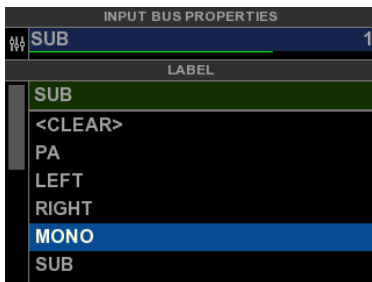 INPUT BUS PROPERTIES
SUB 1
LABEL
SUB
<CLEAR>
PA
LEFT
RIGHT
MONO
SUB